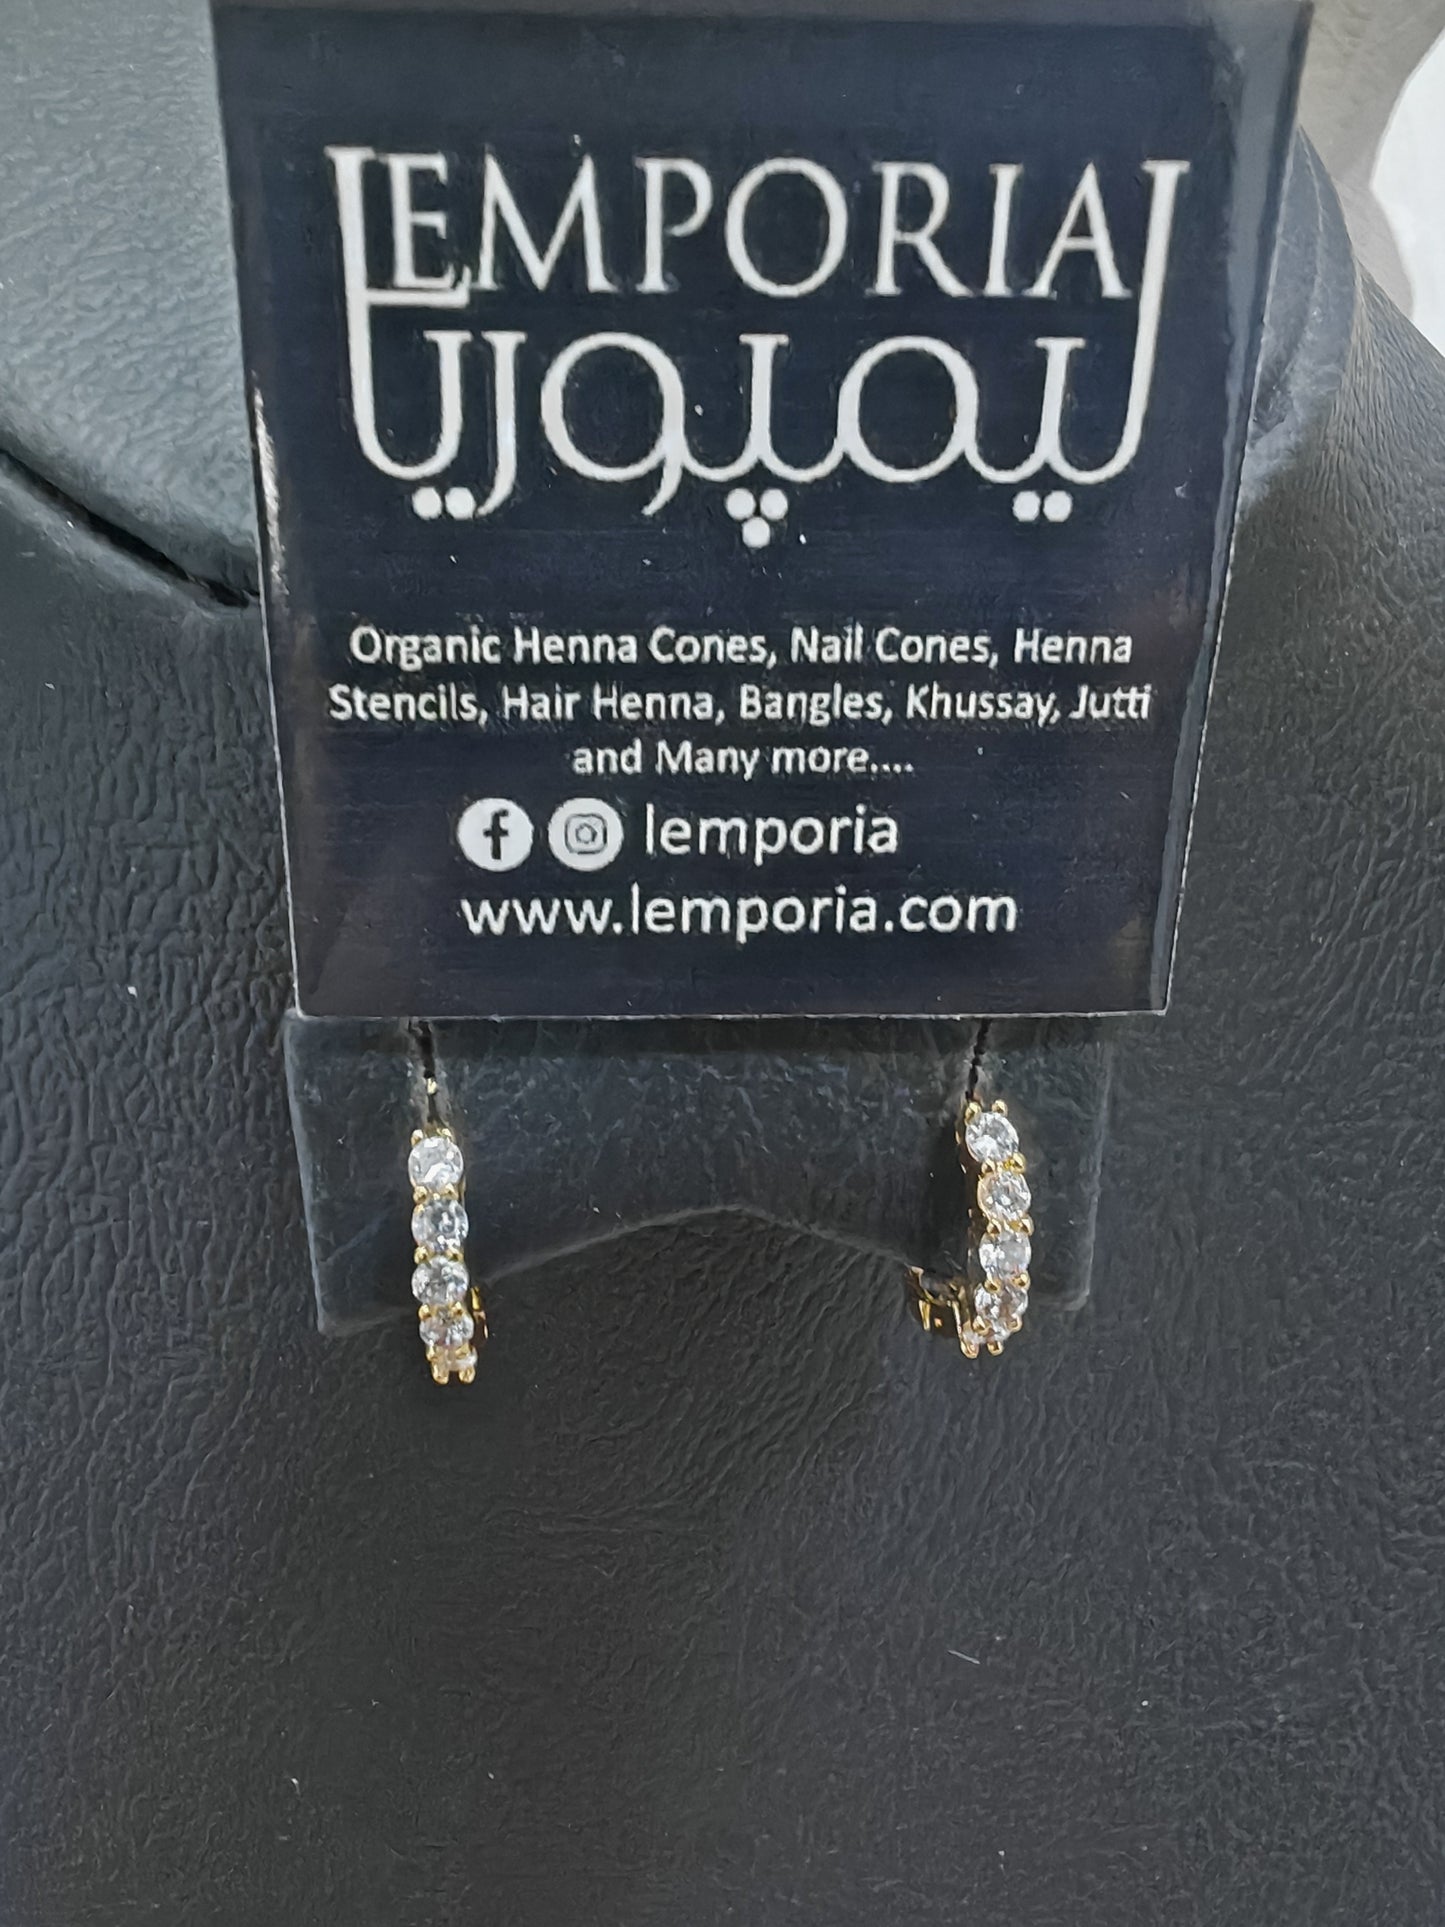 LEMPORIA
ليمپوريا
Organic Henna Cones, Nail Cones, Henna
Stencils, Hair Henna, Bangles, Khussay, Jutti
and Many more....
lemporia
www.lemporia.com